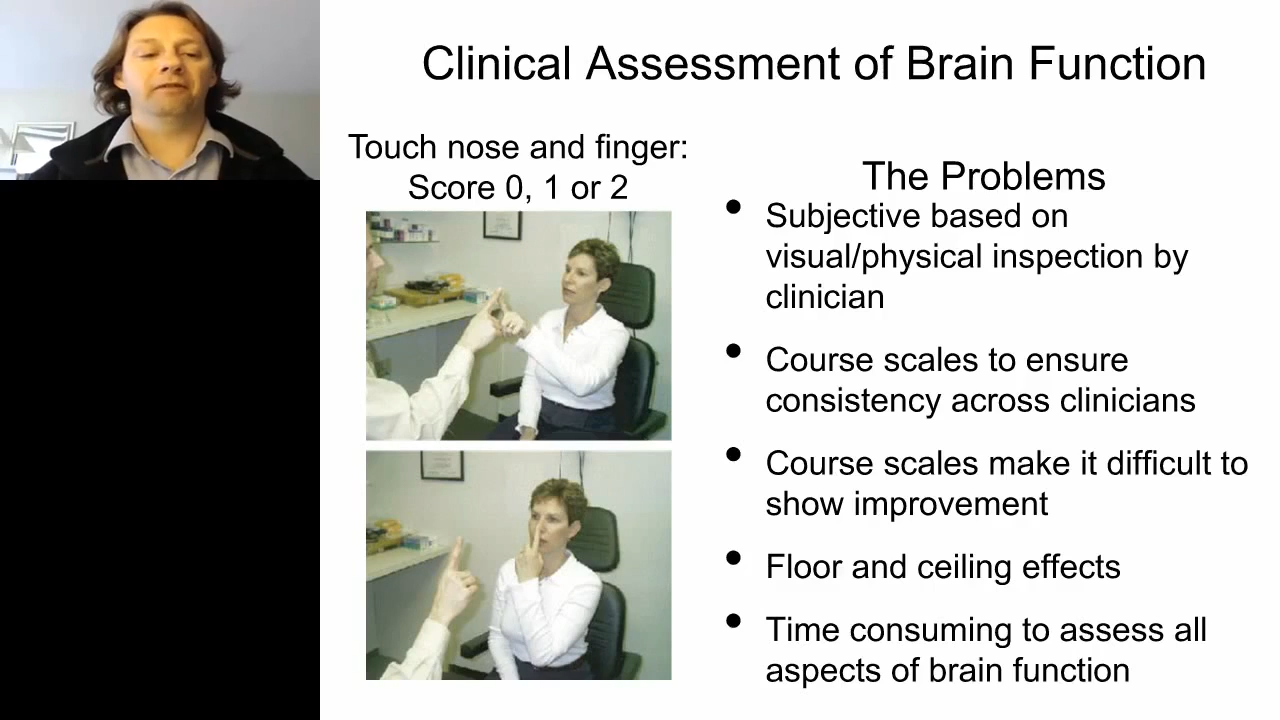 Clinical Assessment of Brain Function
Touch nose and finger:
Score 0, 1 or 2
The Problems
• Subjective based on
visual/physical inspection by
clinician
• Course scales to ensure
consistency across clinicians
• Course scales make it difficult to
show improvement
• Floor and ceiling effects
• Time consuming to assess all
aspects of brain function